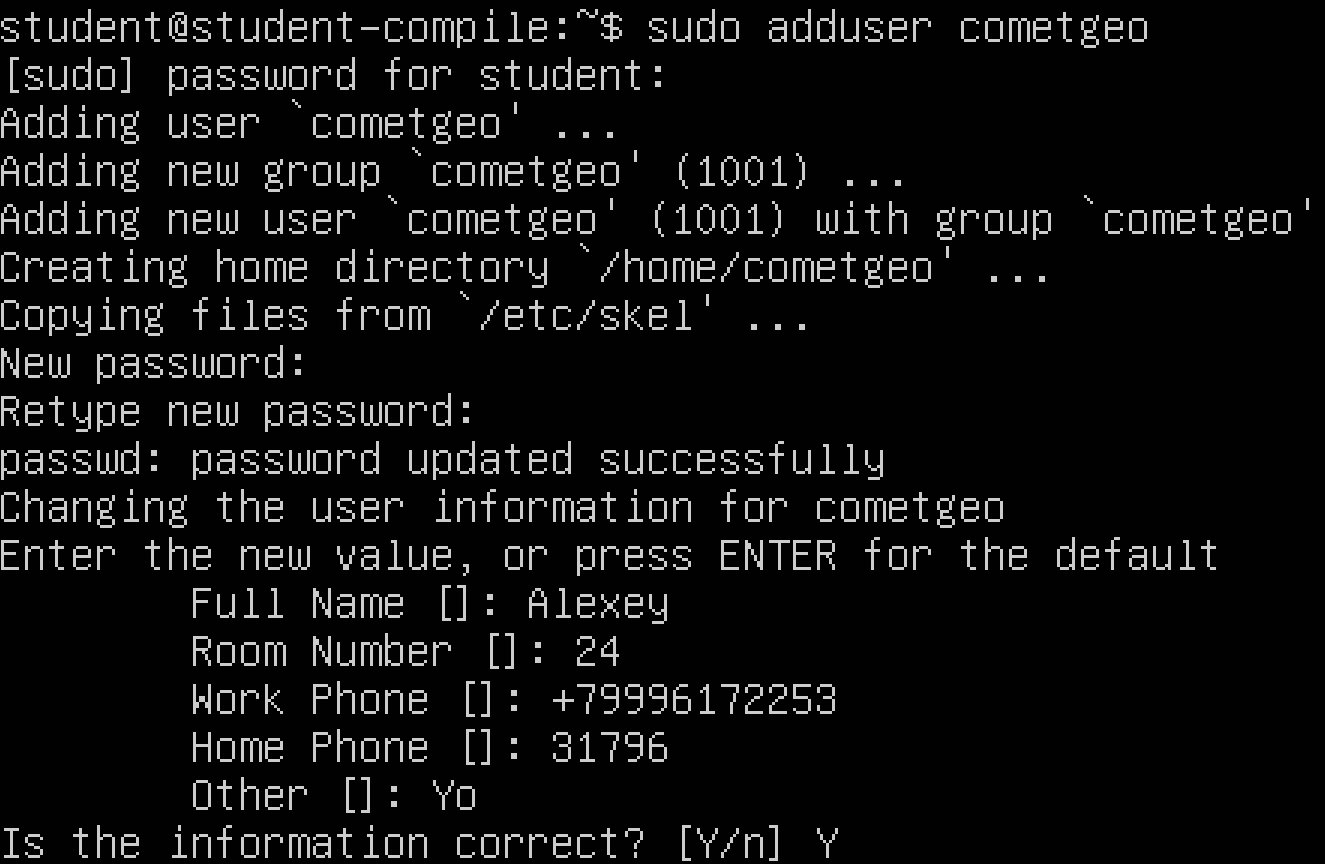 student@student-compile:~$ sudo adduser cometgeo
[sudo] password for student:
Adding user `cometgeo' ...
Adding new group `cometgeo' (1001) ...
Adding new user `cometgeo' (1001) with group `cometgeo'
Creating home directory `/home/cometgeo' ...
Copying files from `/etc/skel' ...
New password:
Retype new password:
passwd: password updated successfully
Changing the user information for cometgeo
Enter the new value, or press ENTER for the default
        Full Name []: Alexey
        Room Number []: 24
        Work Phone []: +79996172253
        Home Phone []: 31796
        Other []: Yo
Is the information correct? [Y/n] Y